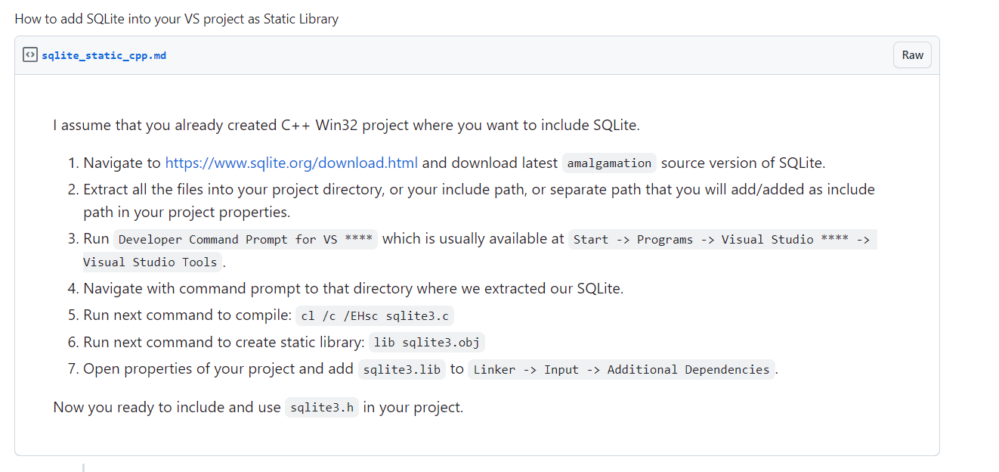 How to add SQLite into your VS project as Static Library
sqlite_static_cpp.md
Raw
I assume that you already created C++ Win32 project where you want to include SQLite.
1. Navigate to https://www.sqlite.org/download.html and download latest amalgamation source version of SQLite.
2. Extract all the files into your project directory, or your include path, or separate path that you will add/added as include
path in your project properties.
3. Run Developer Command Prompt for VS **** which is usually available at Start -> Programs -> Visual Studio **** ->
Visual Studio Tools .
4. Navigate with command prompt to that directory where we extracted our SQLite.
5. Run next command to compile: cl /c /EHsc sqlite3.c
6. Run next command to create static library: lib sqlite3.obj
7. Open properties of your project and add sqlite3.lib to Linker -> Input -> Additional Dependencies .
Now you ready to include and use sqlite3.h in your project.